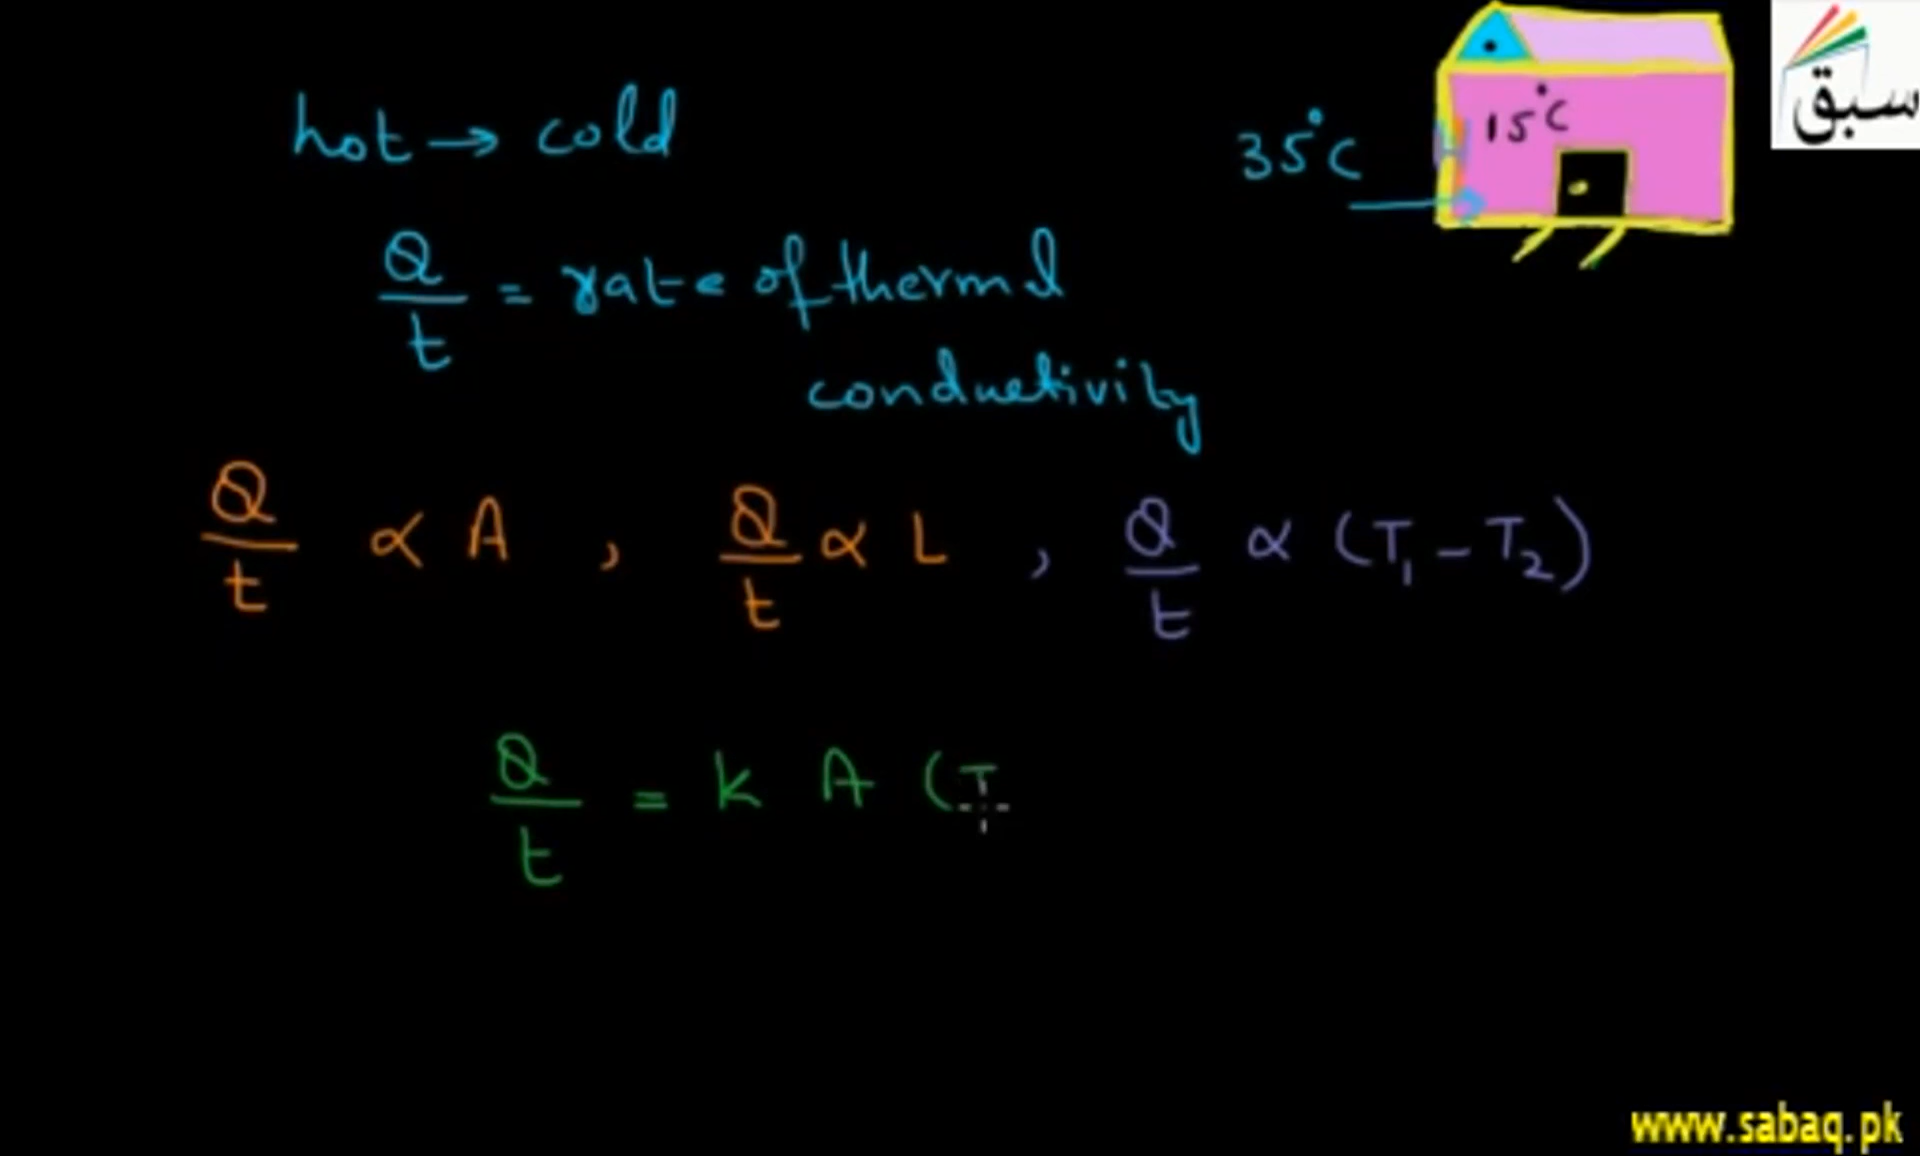 سبق
hot → cold
35°C
15°C
Q/t = rate of thermal
conductivity
Q/t ∝ A , Q/t ∝ L , Q/t ∝ (T₁ - T₂)
Q/t = k A (T
www.sabaq.pk